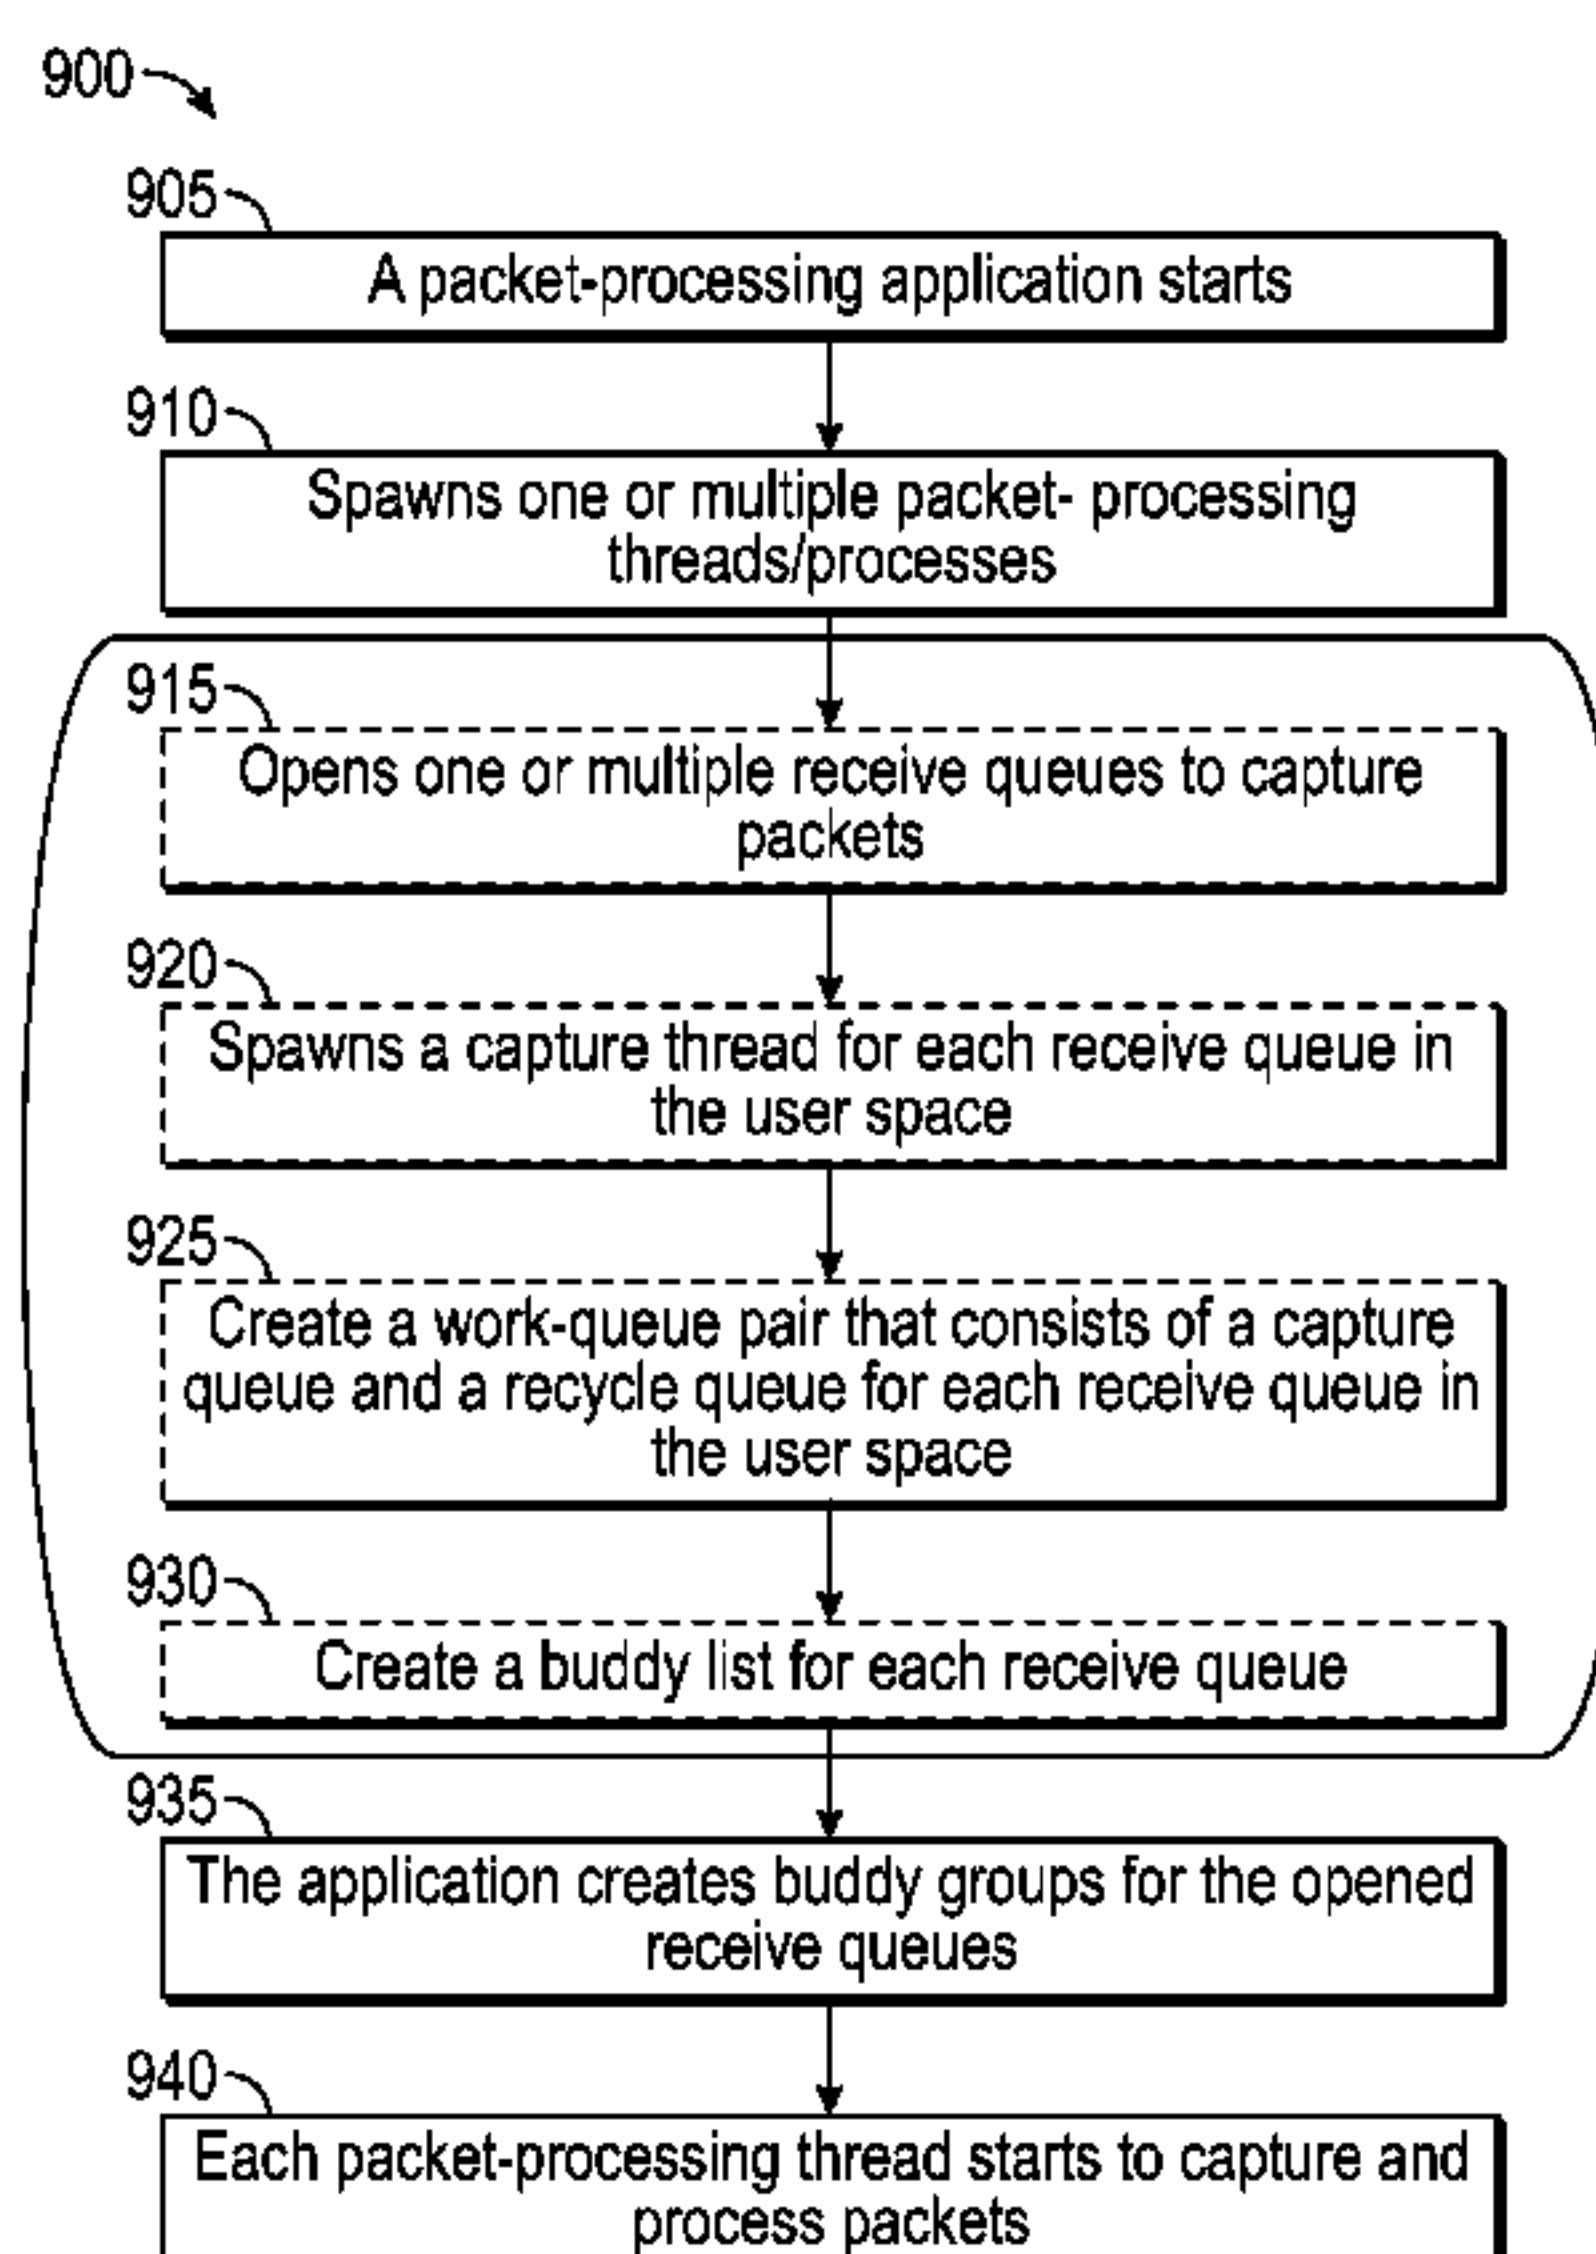 900
905
A packet-processing application starts
910
Spawns one or multiple packet- processing
threads/processes
915
Opens one or multiple receive queues to capture
packets
920
Spawns a capture thread for each receive queue in
the user space
925
Create a work-queue pair that consists of a capture
queue and a recycle queue for each receive queue in
the user space
930
Create a buddy list for each receive queue
935
The application creates buddy groups for the opened
receive queues
940
Each packet-processing thread starts to capture and
process packets